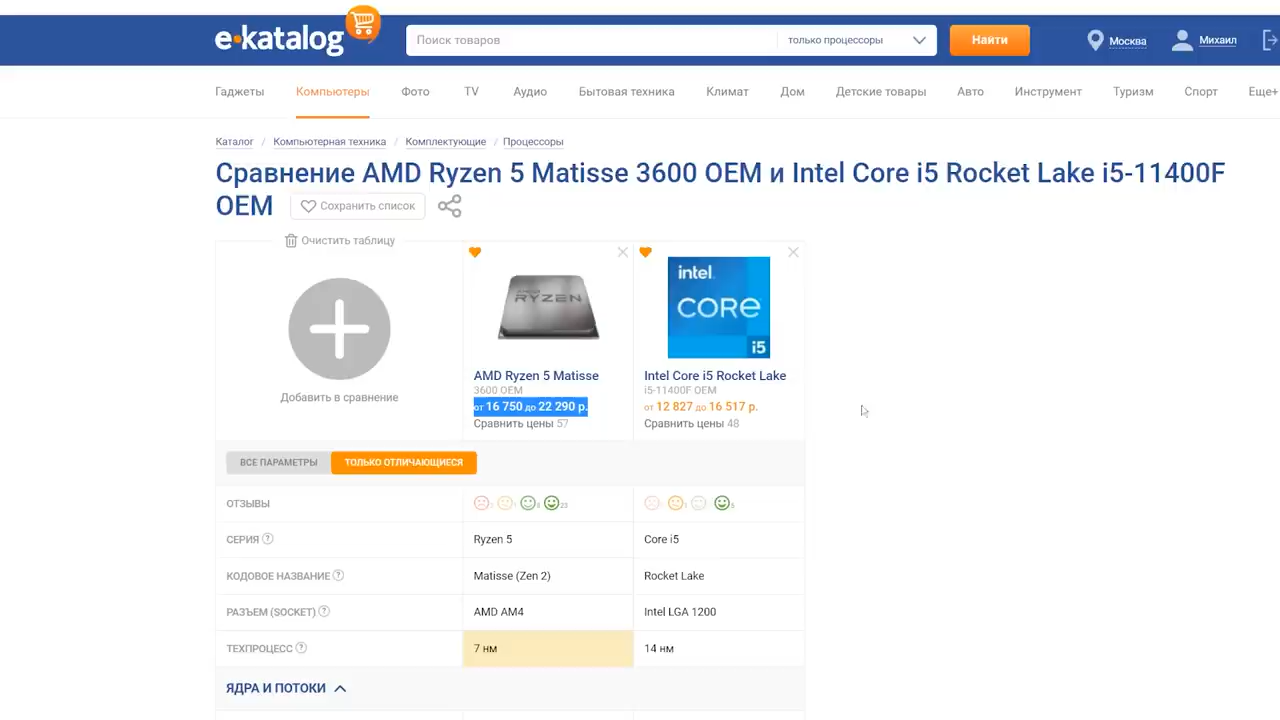 e-katalog
Поиск товаров
только процессоры
Найти
Москва
Михаил
Гаджеты
Компьютеры
Фото
TV
Аудио
Бытовая техника
Климат
Дом
Детские товары
Авто
Инструмент
Туризм
Спорт
Еще+
Каталог / Компьютерная техника / Комплектующие / Процессоры
Сравнение AMD Ryzen 5 Matisse 3600 OEM и Intel Core i5 Rocket Lake i5-11400F
OEM
Сохранить список
Очистить таблицу
Добавить в сравнение
RYZEN
AMD Ryzen 5 Matisse
3600 OEM
от 16 750 до 22 290 р.
Сравнить цены 57
intel
CORE
i5
Intel Core i5 Rocket Lake
i5-11400F OEM
от 12 827 до 16 517 р.
Сравнить цены 48
ВСЕ ПАРАМЕТРЫ
ТОЛЬКО ОТЛИЧАЮЩИЕСЯ
ОТЗЫВЫ 23 5
СЕРИЯ ? Ryzen 5 Core i5
КОДОВОЕ НАЗВАНИЕ ? Matisse (Zen 2) Rocket Lake
РАЗЪЕМ (SOCKET) ? AMD AM4 Intel LGA 1200
ТЕХПРОЦЕСС ? 7 нм 14 нм
ЯДРА И ПОТОКИ